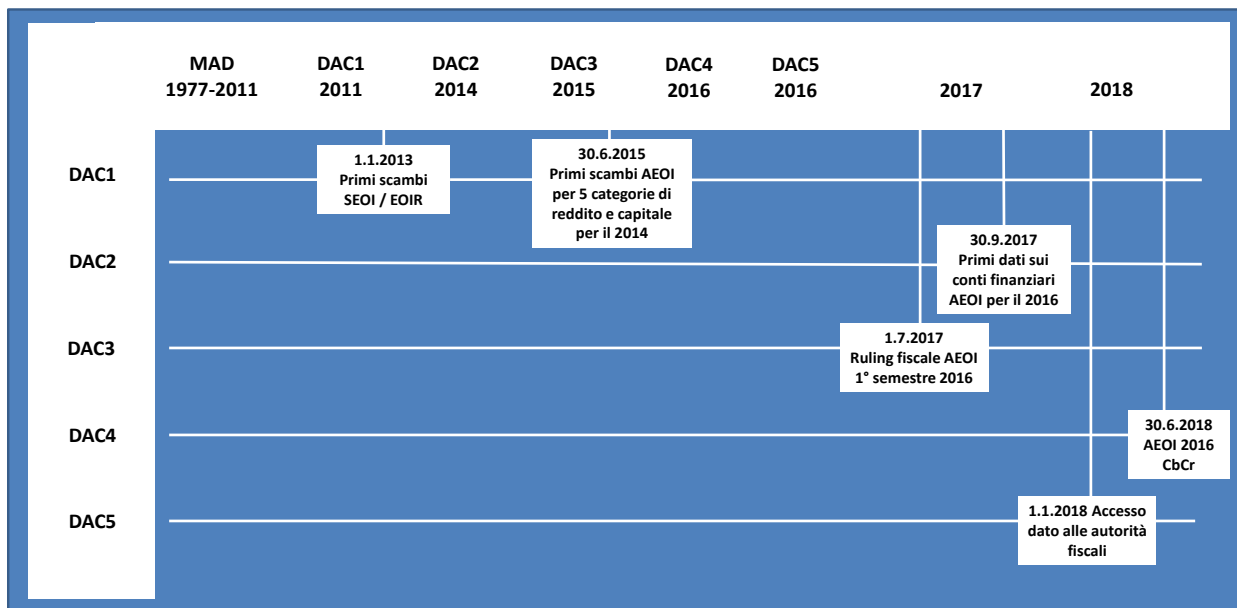 MAD DAC1 DAC2 DAC3 DAC4 DAC5
1977-2011 2011 2014 2015 2016 2016 2017 2018
DAC1
1.1.2013
Primi scambi
SEOI / EOIR
30.6.2015
Primi scambi AEOI
per 5 categorie di
reddito e capitale
per il 2014
DAC2
30.9.2017
Primi dati sui
conti finanziari
AEOI per il 2016
DAC3
1.7.2017
Ruling fiscale AEOI
1° semestre 2016
DAC4
30.6.2018
AEOI 2016
CbCr
DAC5
1.1.2018 Accesso
dato alle autorità
fiscali